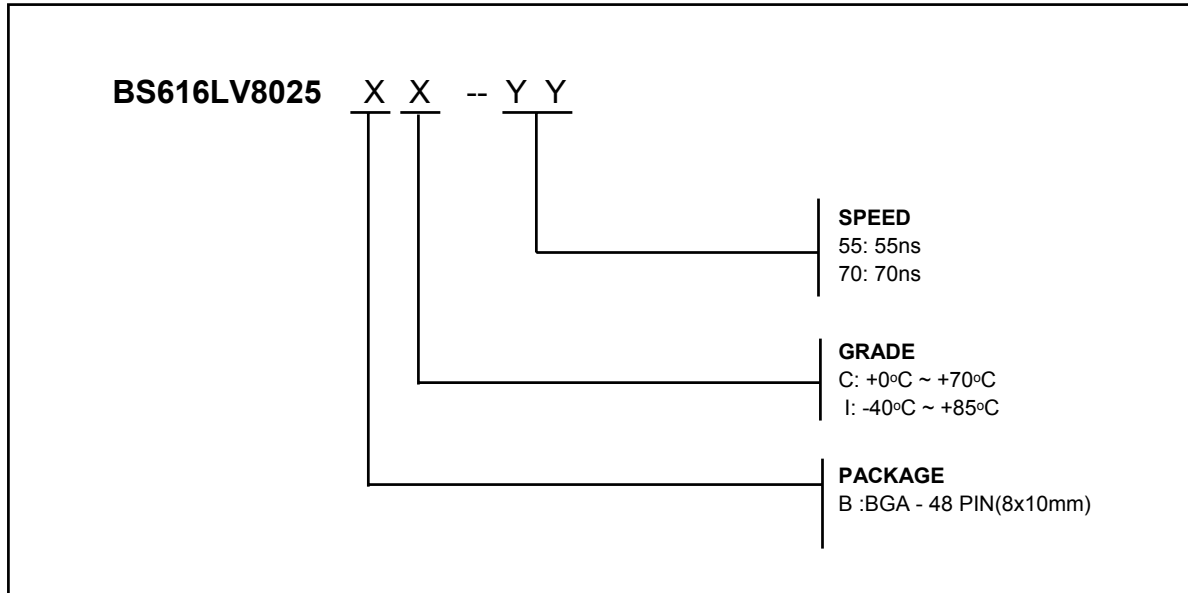 BS616LV8025 X X -- Y Y
SPEED
55: 55ns
70: 70ns
GRADE
C: +0oC ~ +70oC
I: -40oC ~ +85oC
PACKAGE
B :BGA - 48 PIN(8x10mm)